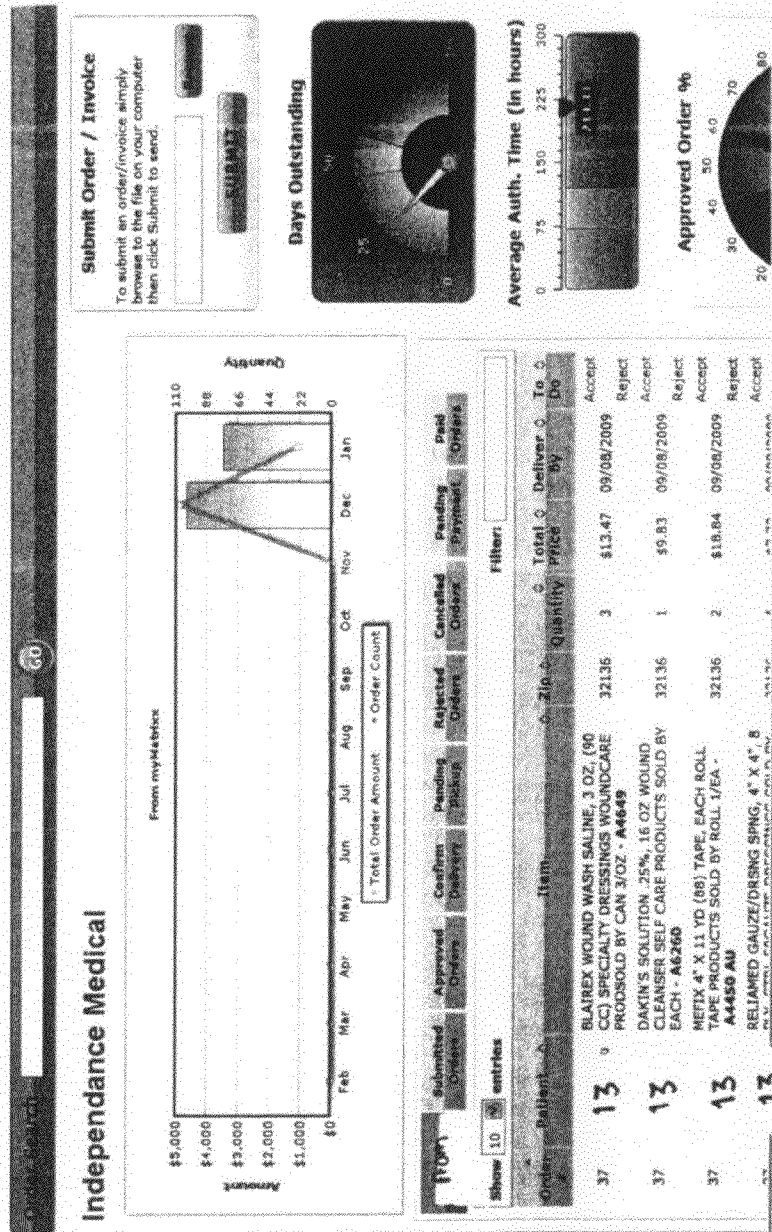 Order Search
GO
Independance Medical
From myMetrics
Amount
$5,000
$4,000
$3,000
$2,000
$1,000
$0
Quantity
110
88
66
44
22
0
Feb Mar Apr May Jun Jul Aug Sep Oct Nov Dec Jan
- Total Order Amount * Order Count
Submit Order / Invoice
To submit an order/invoice simply
browse to the file on your computer
then click Submit to send.
SUBMIT
Days Outstanding
0 25 50
Average Auth. Time (in hours)
0 75 150 225 300
Approved Order %
20 30 40 50 60 70 80
Submitted Orders
Approved Orders
Confirm Delivery
Pending Pickup
Rejected Orders
Cancelled Orders
Pending Payment
Paid Orders
Show 10 entries
Filter:
Order Patient Item Zip Quantity Total Price Deliver By To Do
37 13 BLAIREX WOUND WASH SALINE, 3 OZ, (90 32136 3 $13.47 09/08/2009 Accept
CC) SPECIALTY DRESSINGS WOUNDCARE Reject
PRODSOLD BY CAN 3/OZ - A4649
37 13 DAKIN'S SOLUTION .25%, 16 OZ WOUND 32136 1 $9.83 09/08/2009 Accept
CLEANSER SELF CARE PRODUCTS SOLD BY Reject
EACH - A6260
37 13 MEFIX 4" X 11 YD (88) TAPE, EACH ROLL 32136 2 $18.84 09/08/2009 Accept
TAPE PRODUCTS SOLD BY ROLL 1/EA - Reject
A4450 AU
13 RELIAMED GAUZE/DRSNG SPNG, 4" X 4", 8 Accept